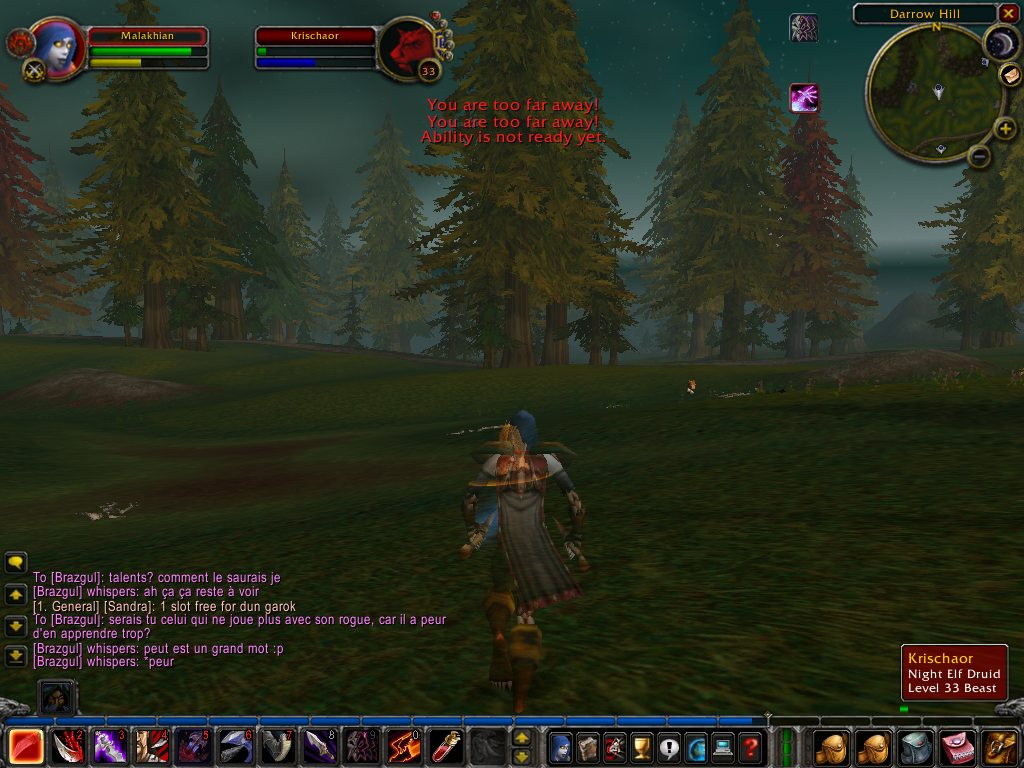 Malakhian
Krischaor
33
Darrow Hill
N
You are too far away!
You are too far away!
Ability is not ready yet.
To [Brazgul]: talents? comment le saurais je
[Brazgul] whispers: ah ça ça reste à voir
[1. General] [Sandra]: 1 slot free for dun garok
To [Brazgul]: serais tu celui qui ne joue plus avec son rogue, car il a peur
d'en apprendre trop?
[Brazgul] whispers: peut est un grand mot :p
[Brazgul] whispers: *peur
Krischaor
Night Elf Druid
Level 33 Beast
2 3 4 5 6 7 8 9 0